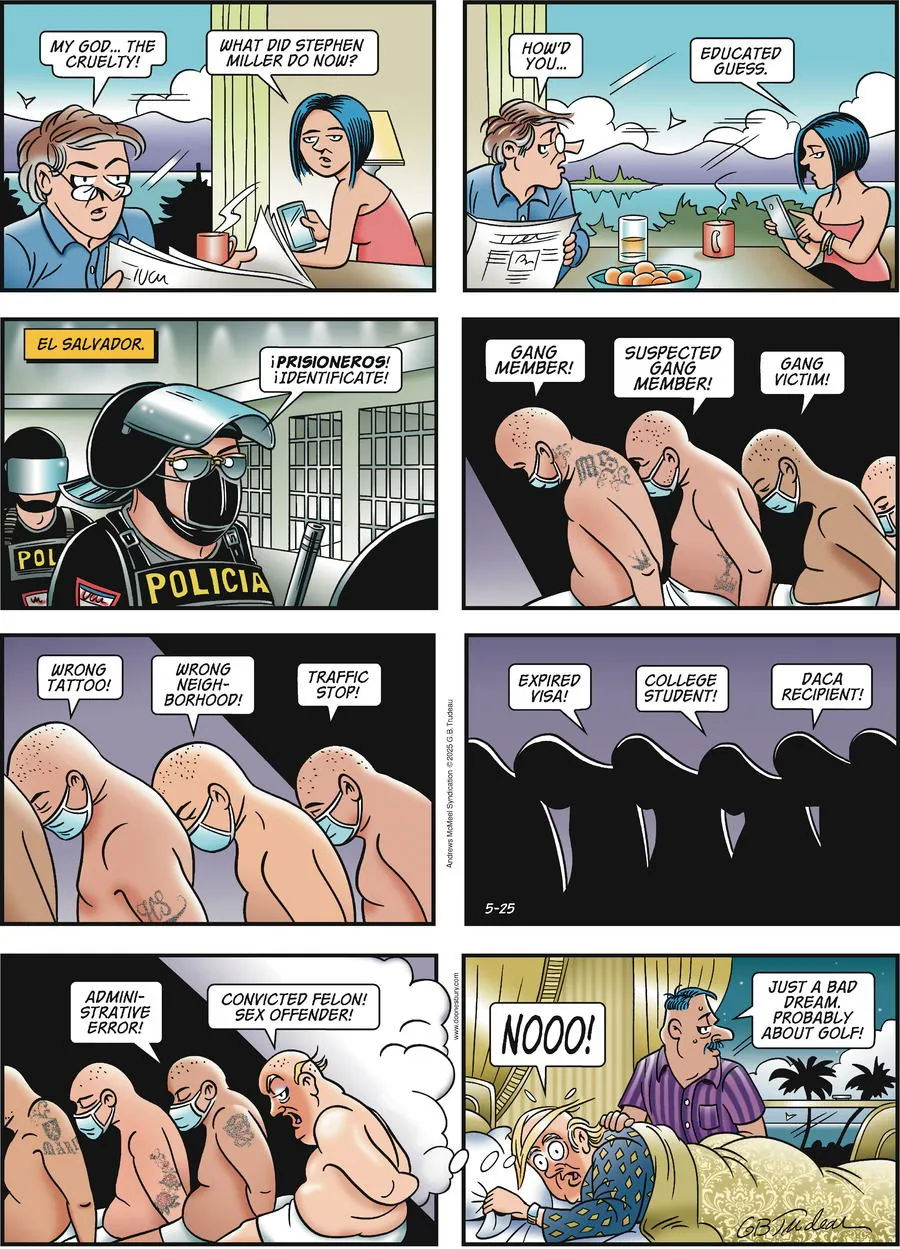 MY GOD... THE
CRUELTY!
WHAT DID STEPHEN
MILLER DO NOW?
HOW'D
YOU...
EDUCATED
GUESS.
EL SALVADOR.
¡PRISIONEROS!
¡IDENTIFICATE!
POL
POLICIA
GANG
MEMBER!
SUSPECTED
GANG
MEMBER!
GANG
VICTIM!
MS
WRONG
TATTOO!
WRONG
NEIGH-
BORHOOD!
TRAFFIC
STOP!
Andrews McMeel Syndication © 2025 G.B. Trudeau
EXPIRED
VISA!
COLLEGE
STUDENT!
DACA
RECIPIENT!
5-25
ADMINI-
STRATIVE
ERROR!
CONVICTED FELON!
SEX OFFENDER!
www.doonesbury.com
NOOO!
JUST A BAD
DREAM.
PROBABLY
ABOUT GOLF!
GB Trudeau